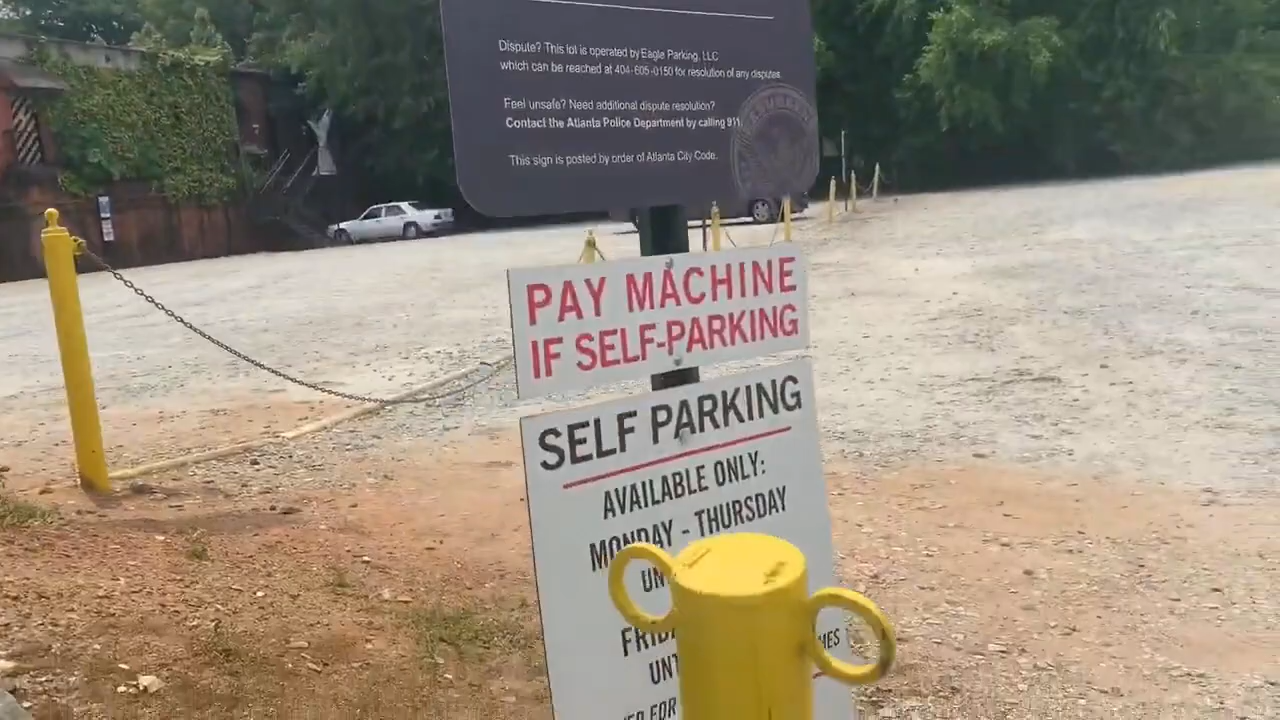 Dispute? This lot is operated by Eagle Parking, LLC
which can be reached at 404-605-0150 for resolution of any disputes.
Feel unsafe? Need additional dispute resolution?
Contact the Atlanta Police Department by calling 911.
This sign is posted by order of Atlanta City Code.
PAY MACHINE
IF SELF-PARKING
SELF PARKING
AVAILABLE ONLY:
MONDAY - THURSDAY